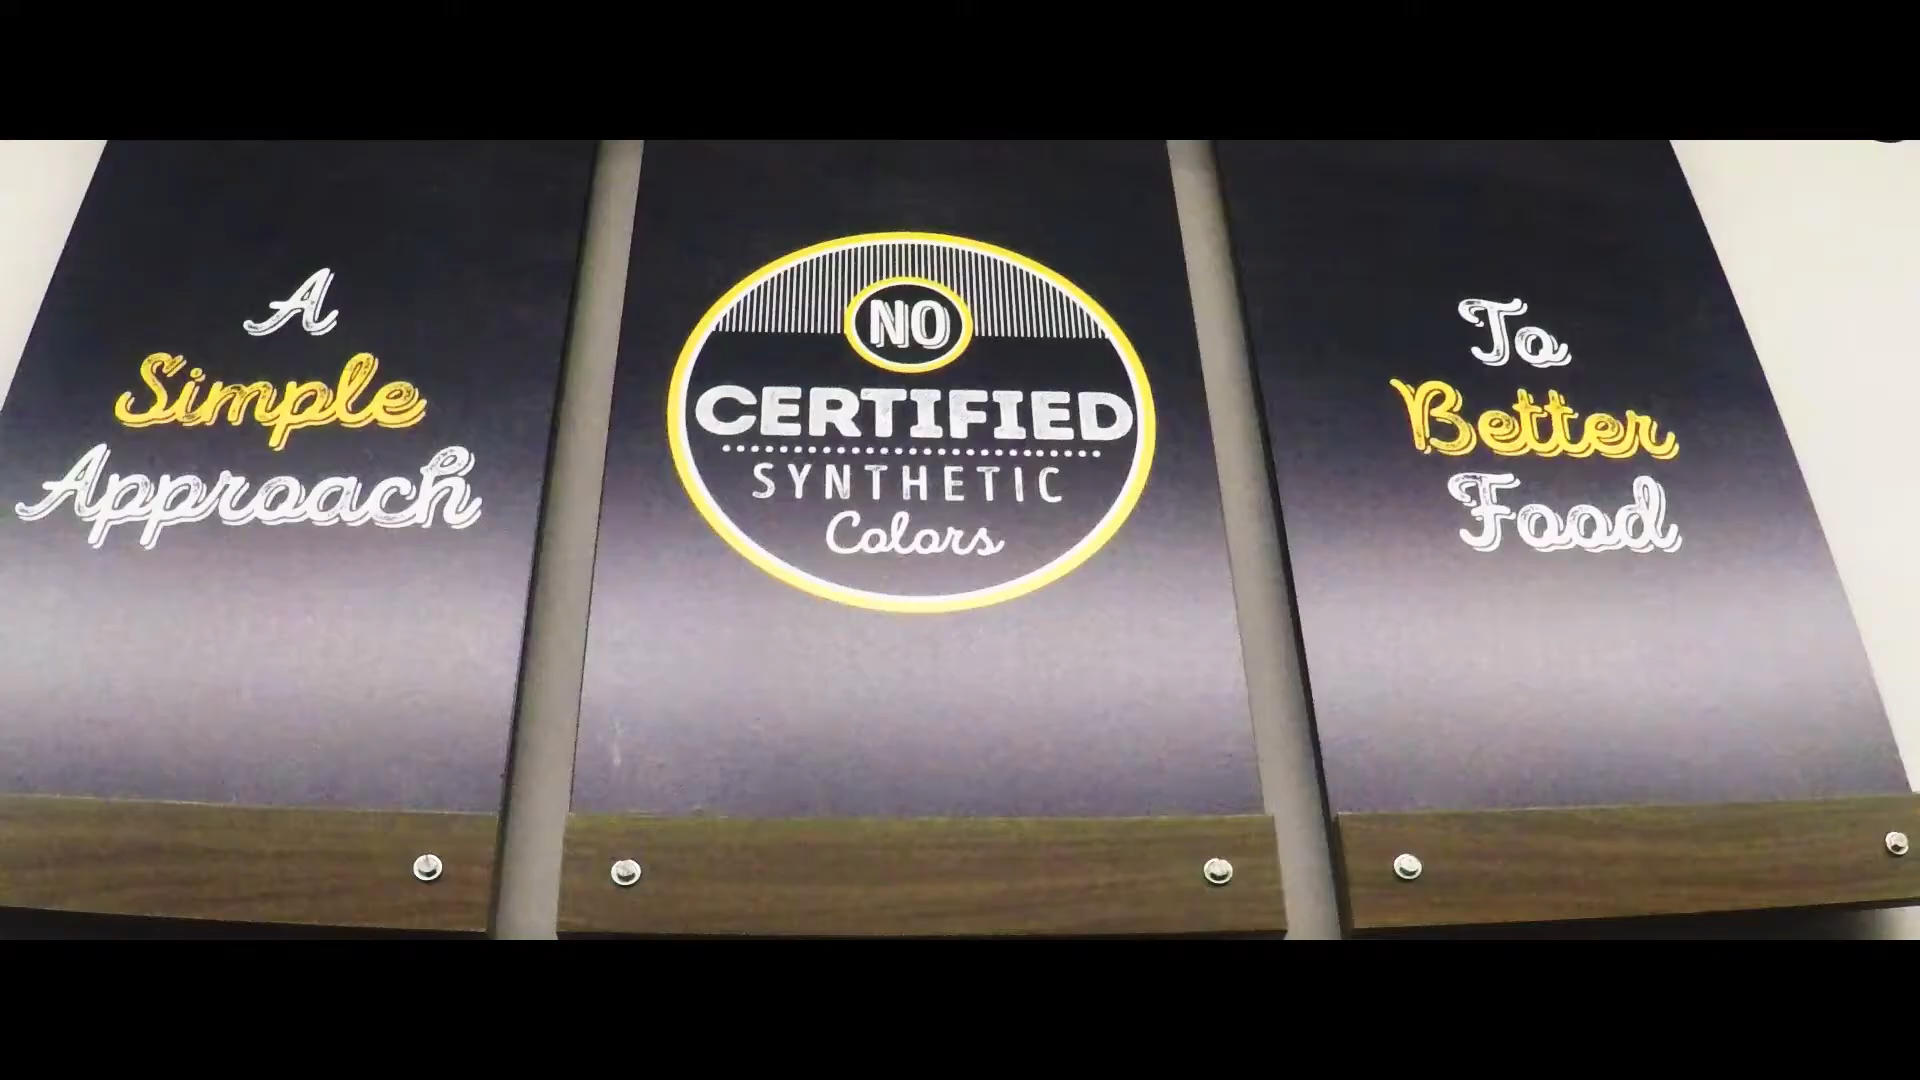 A
Simple
Approach
NO
CERTIFIED
SYNTHETIC
Colors
To
Better
Food